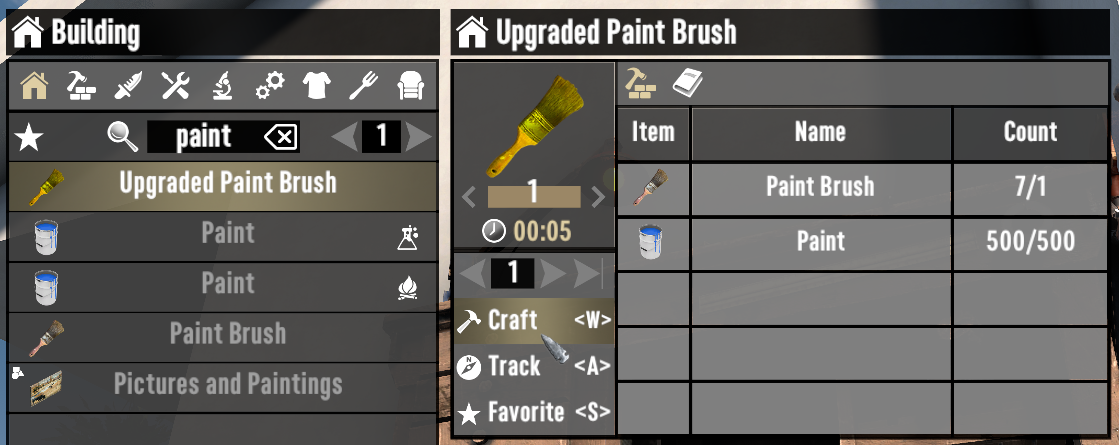 Building
paint
1
Upgraded Paint Brush
Paint
Paint
Paint Brush
Pictures and Paintings
Upgraded Paint Brush
1
00:05
1
Craft <W>
Track <A>
Favorite <S>
Item Name Count
Paint Brush 7/1
Paint 500/500